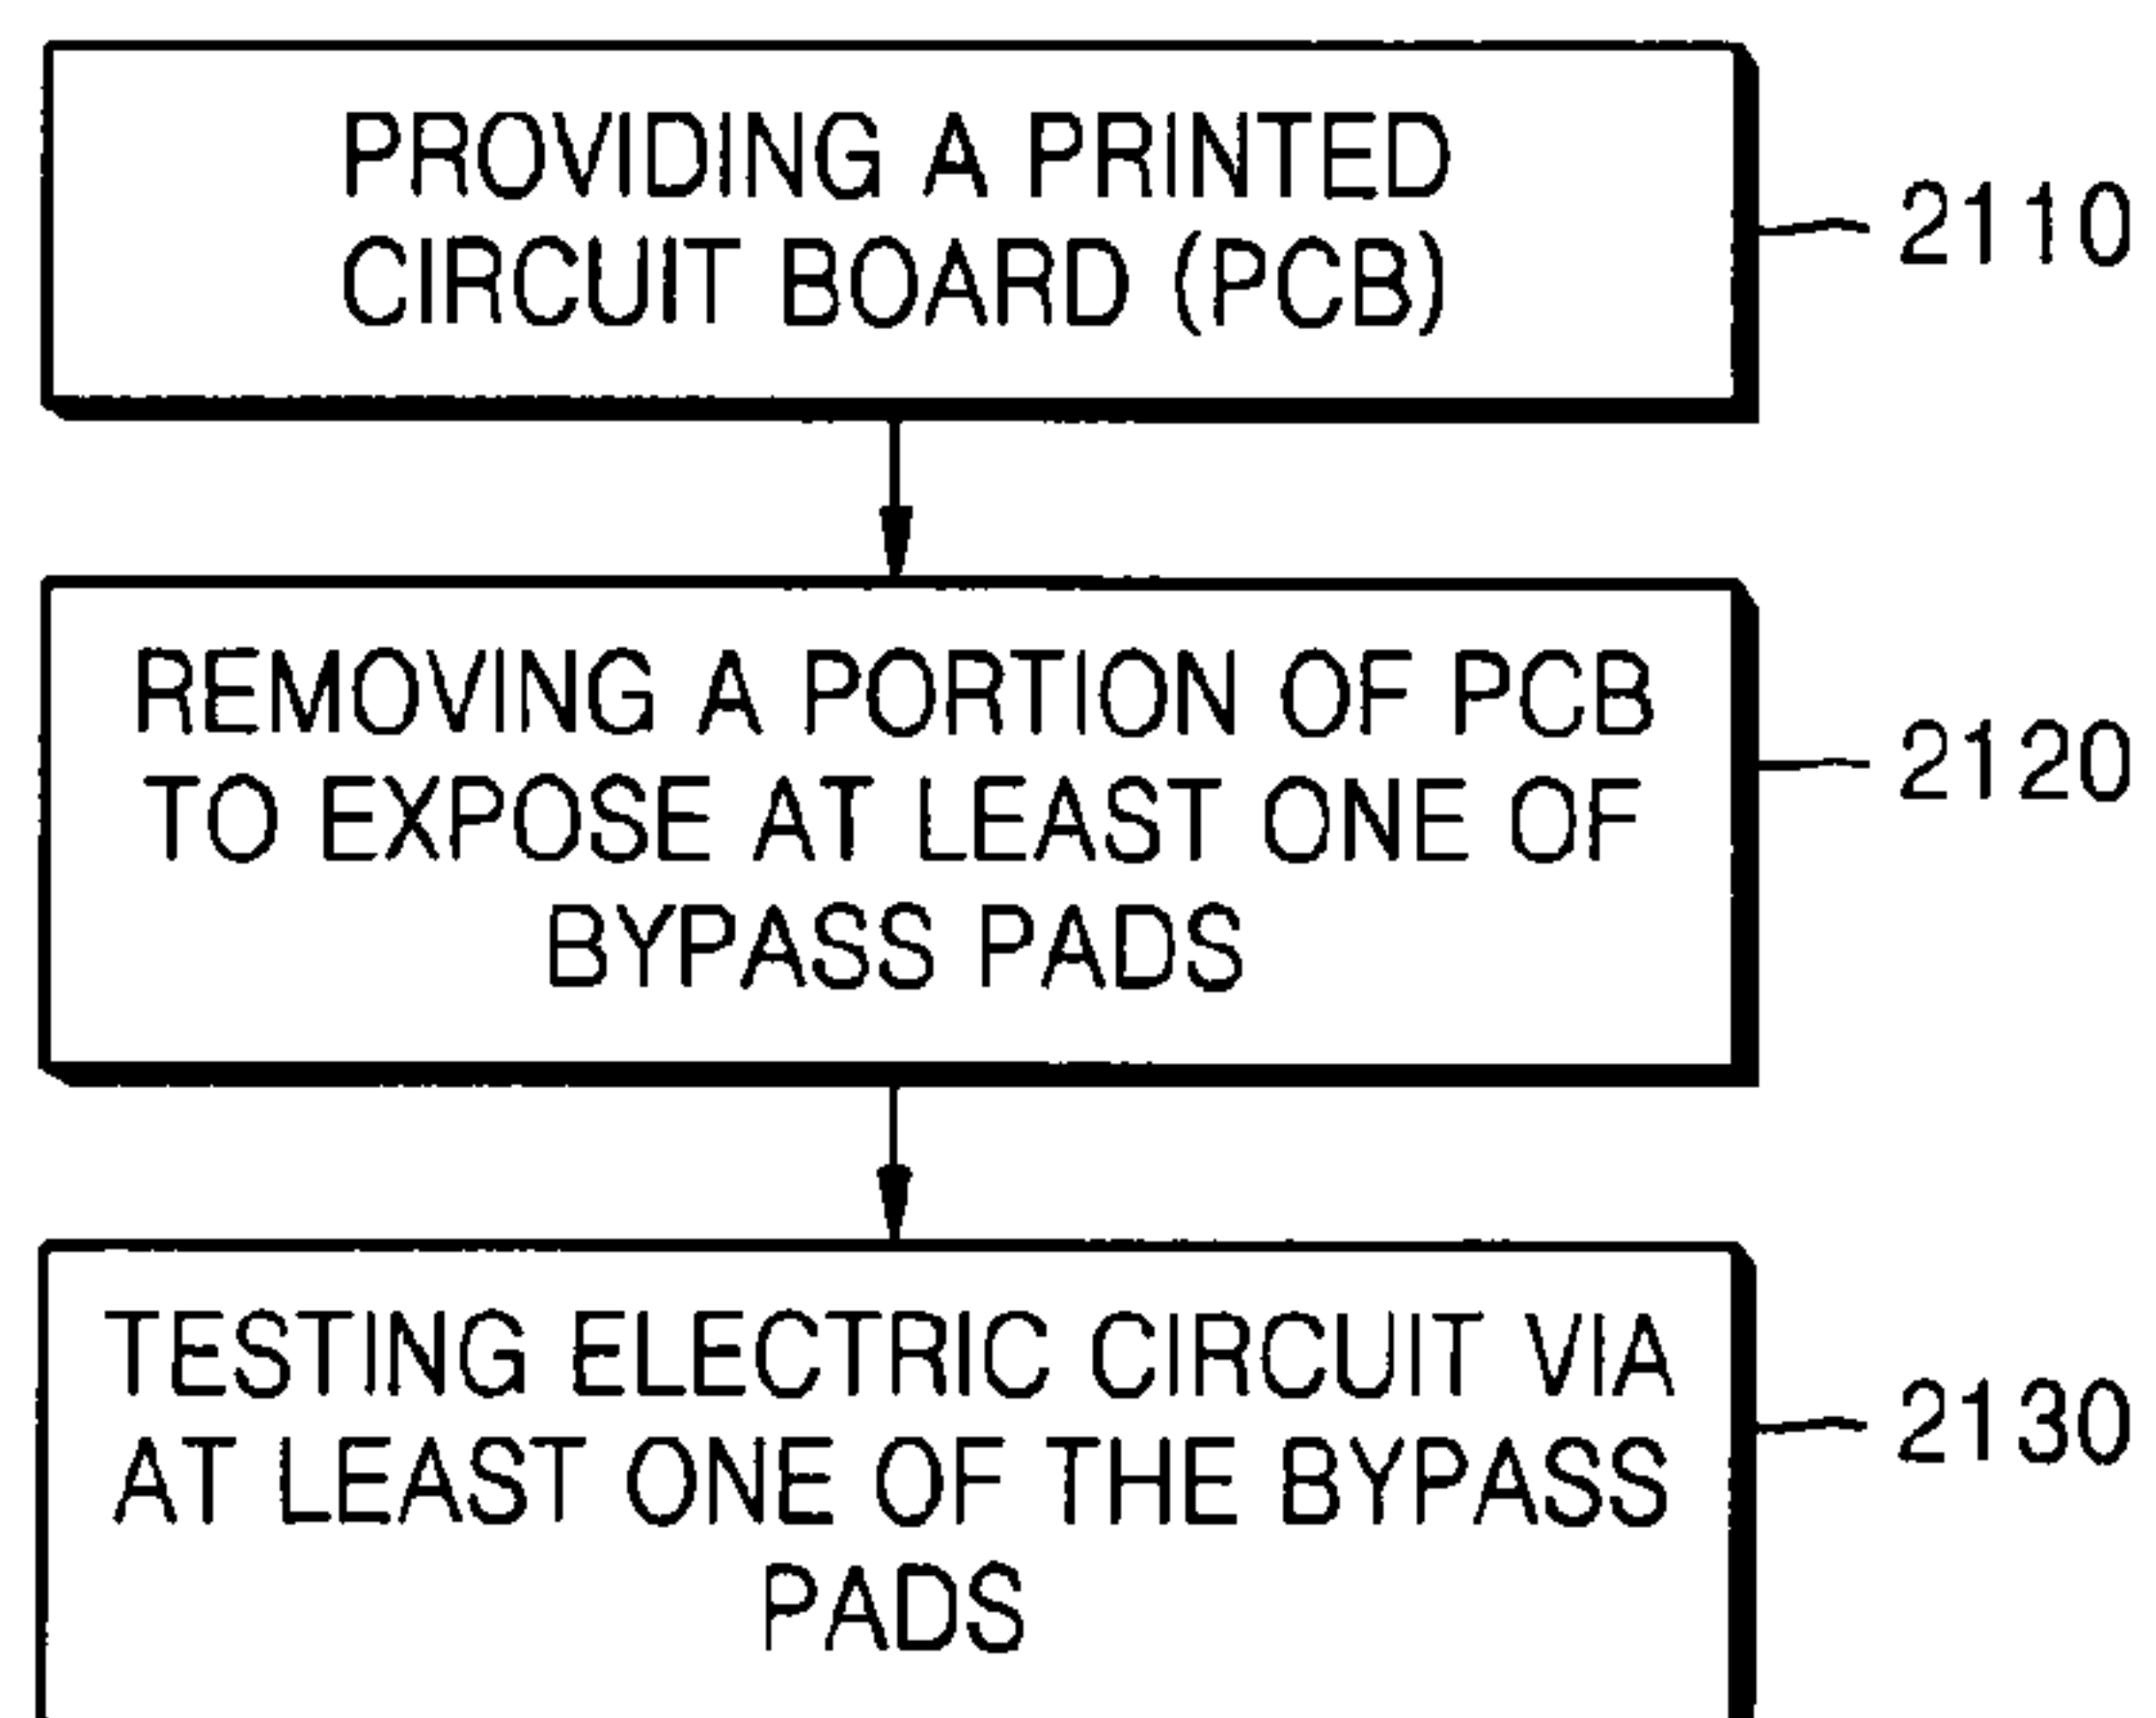 PROVIDING A PRINTED
CIRCUIT BOARD (PCB)
2110
REMOVING A PORTION OF PCB
TO EXPOSE AT LEAST ONE OF
BYPASS PADS
2120
TESTING ELECTRIC CIRCUIT VIA
AT LEAST ONE OF THE BYPASS
PADS
2130